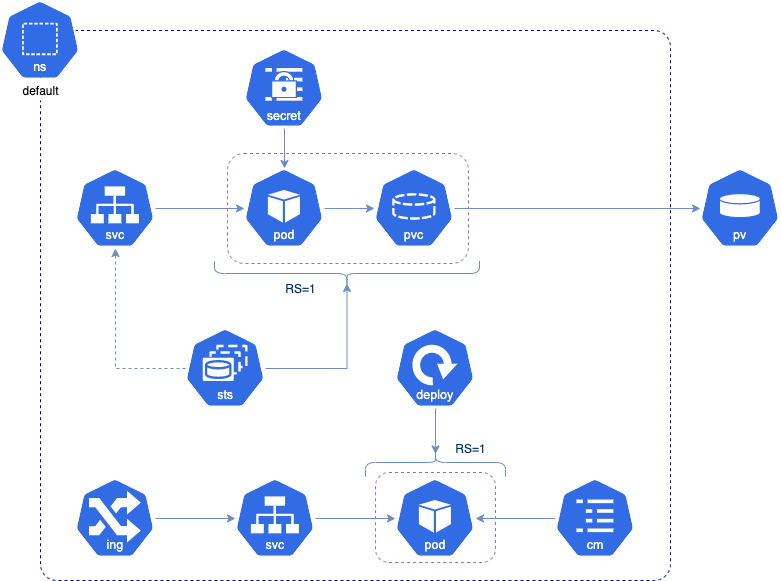 ns
default
secret
svc
pod
pvc
pv
RS=1
sts
deploy
RS=1
ing
svc
pod
cm